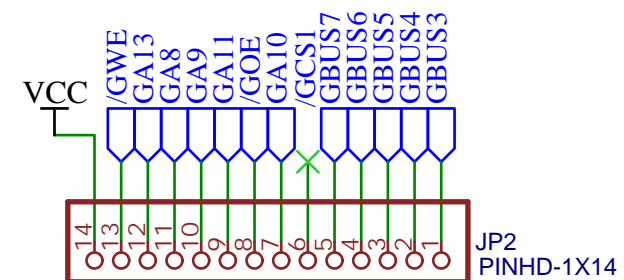 /GWE
GA13
GA8
GA9
GA11
/GOE
GA10
/GCS1
GBUS7
GBUS6
GBUS5
GBUS4
GBUS3
VCC
14
13
12
11
10
9
8
7
6
5
4
3
2
1
JP2
PINHD-1X14